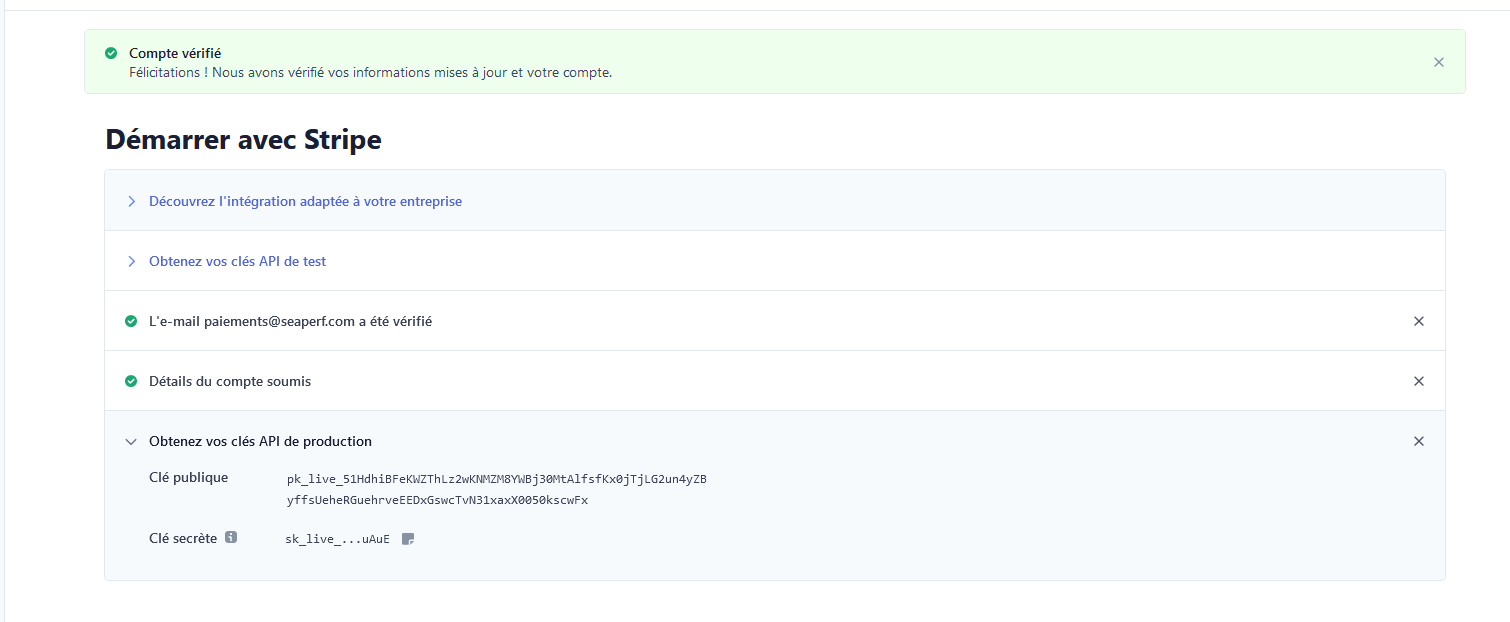 Compte vérifié
Félicitations ! Nous avons vérifié vos informations mises à jour et votre compte.
Démarrer avec Stripe
Découvrez l'intégration adaptée à votre entreprise
Obtenez vos clés API de test
L'e-mail paiements@seaperf.com a été vérifié
Détails du compte soumis
Obtenez vos clés API de production
Clé publique
pk_live_51HdhiBFeKWZThLz2wKNMZM8YWBj30MtAlfsfKx0jTjLG2un4yZB
yffsUeheRGuehrveEEDxGswcTvN31xaxX0050kscwFx
Clé secrète
sk_live_...uAuE